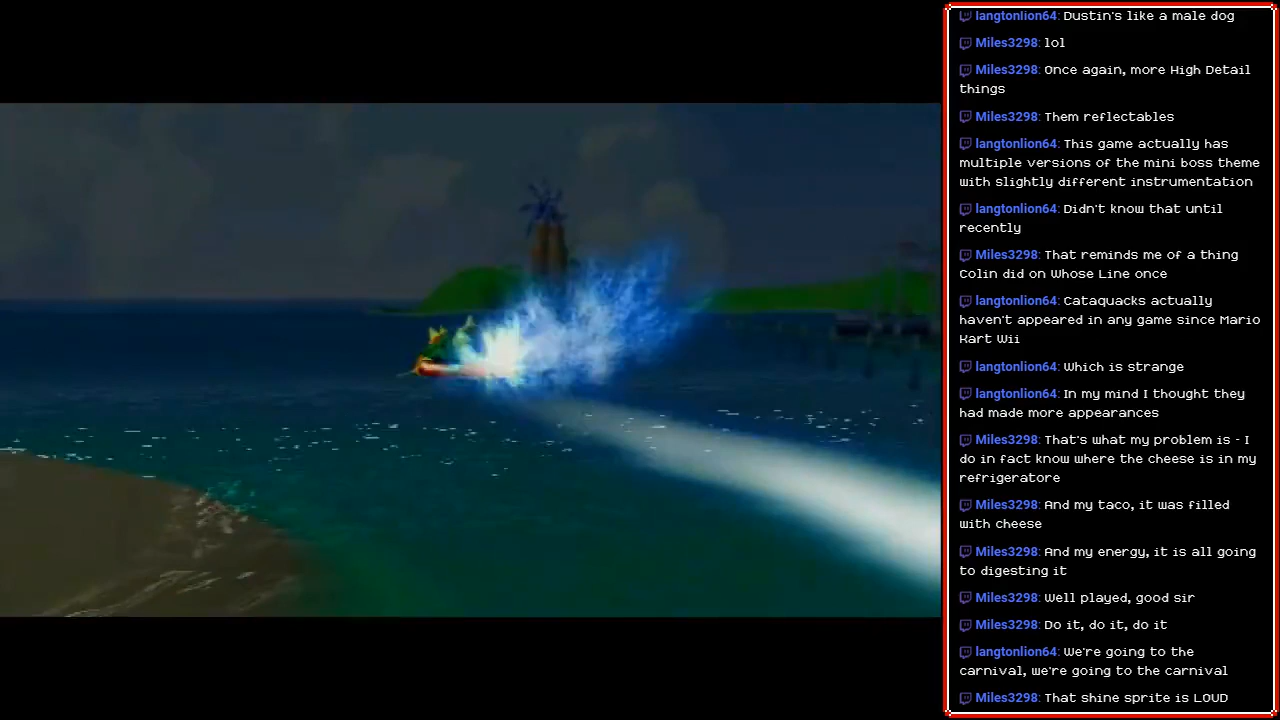 langtonlion64: Dustin's like a male dog
Miles3298: lol
Miles3298: Once again, more High Detail
things
Miles3298: Them reflectables
langtonlion64: This game actually has
multiple versions of the mini boss theme
with slightly different instrumentation
langtonlion64: Didn't know that until
recently
Miles3298: That reminds me of a thing
Colin did on Whose Line once
langtonlion64: Cataquacks actually
haven't appeared in any game since Mario
Kart Wii
langtonlion64: Which is strange
langtonlion64: In my mind I thought they
had made more appearances
Miles3298: That's what my problem is - I
do in fact know where the cheese is in my
refrigeratore
Miles3298: And my taco, it was filled
with cheese
Miles3298: And my energy, it is all going
to digesting it
Miles3298: Well played, good sir
Miles3298: Do it, do it, do it
langtonlion64: We're going to the
carnival, we're going to the carnival
Miles3298: That shine sprite is LOUD